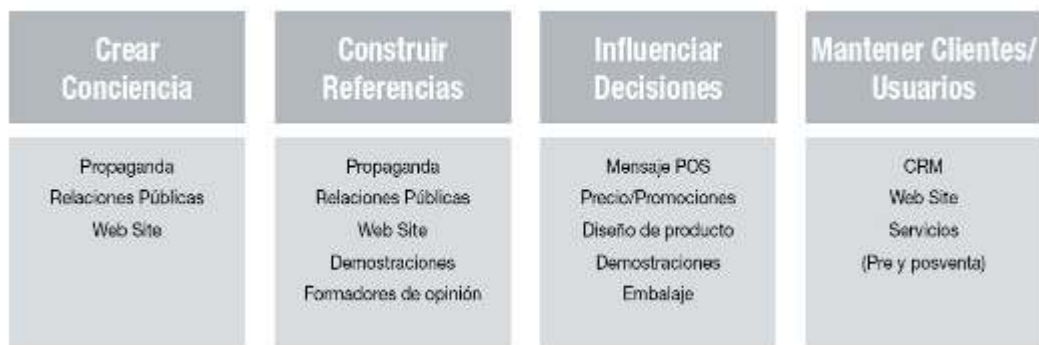 Crear
Conciencia
Propaganda
Relaciones Públicas
Web Site
Construir
Referencias
Propaganda
Relaciones Públicas
Web Site
Demostraciones
Formadores de opinión
Influenciar
Decisiones
Mensaje POS
Precio/Promociones
Diseño de producto
Demostraciones
Embalaje
Mantener Clientes/
Usuarios
CRM
Web Site
Servicios
(Pre y posventa)